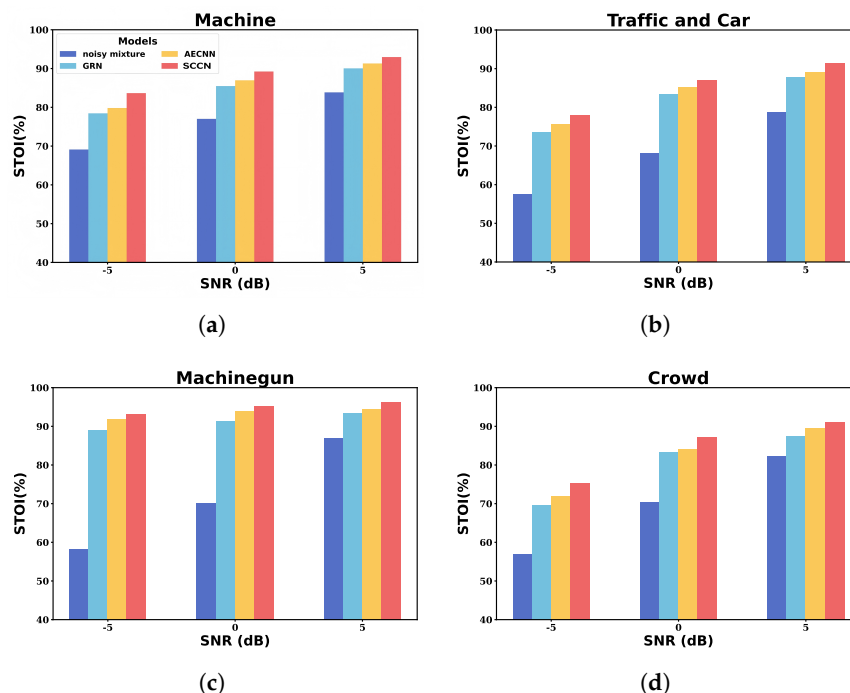 Machine
Models
noisy mixture
GRN
AECNN
SCCN
STOI(%)
100
90
80
70
60
50
40
-5
0
5
SNR (dB)
(a)
Traffic and Car
STOI(%)
100
90
80
70
60
50
40
-5
0
5
SNR (dB)
(b)
Machinegun
STOI(%)
100
90
80
70
60
50
40
-5
0
5
SNR (dB)
(c)
Crowd
STOI(%)
100
90
80
70
60
50
40
-5
0
5
SNR (dB)
(d)